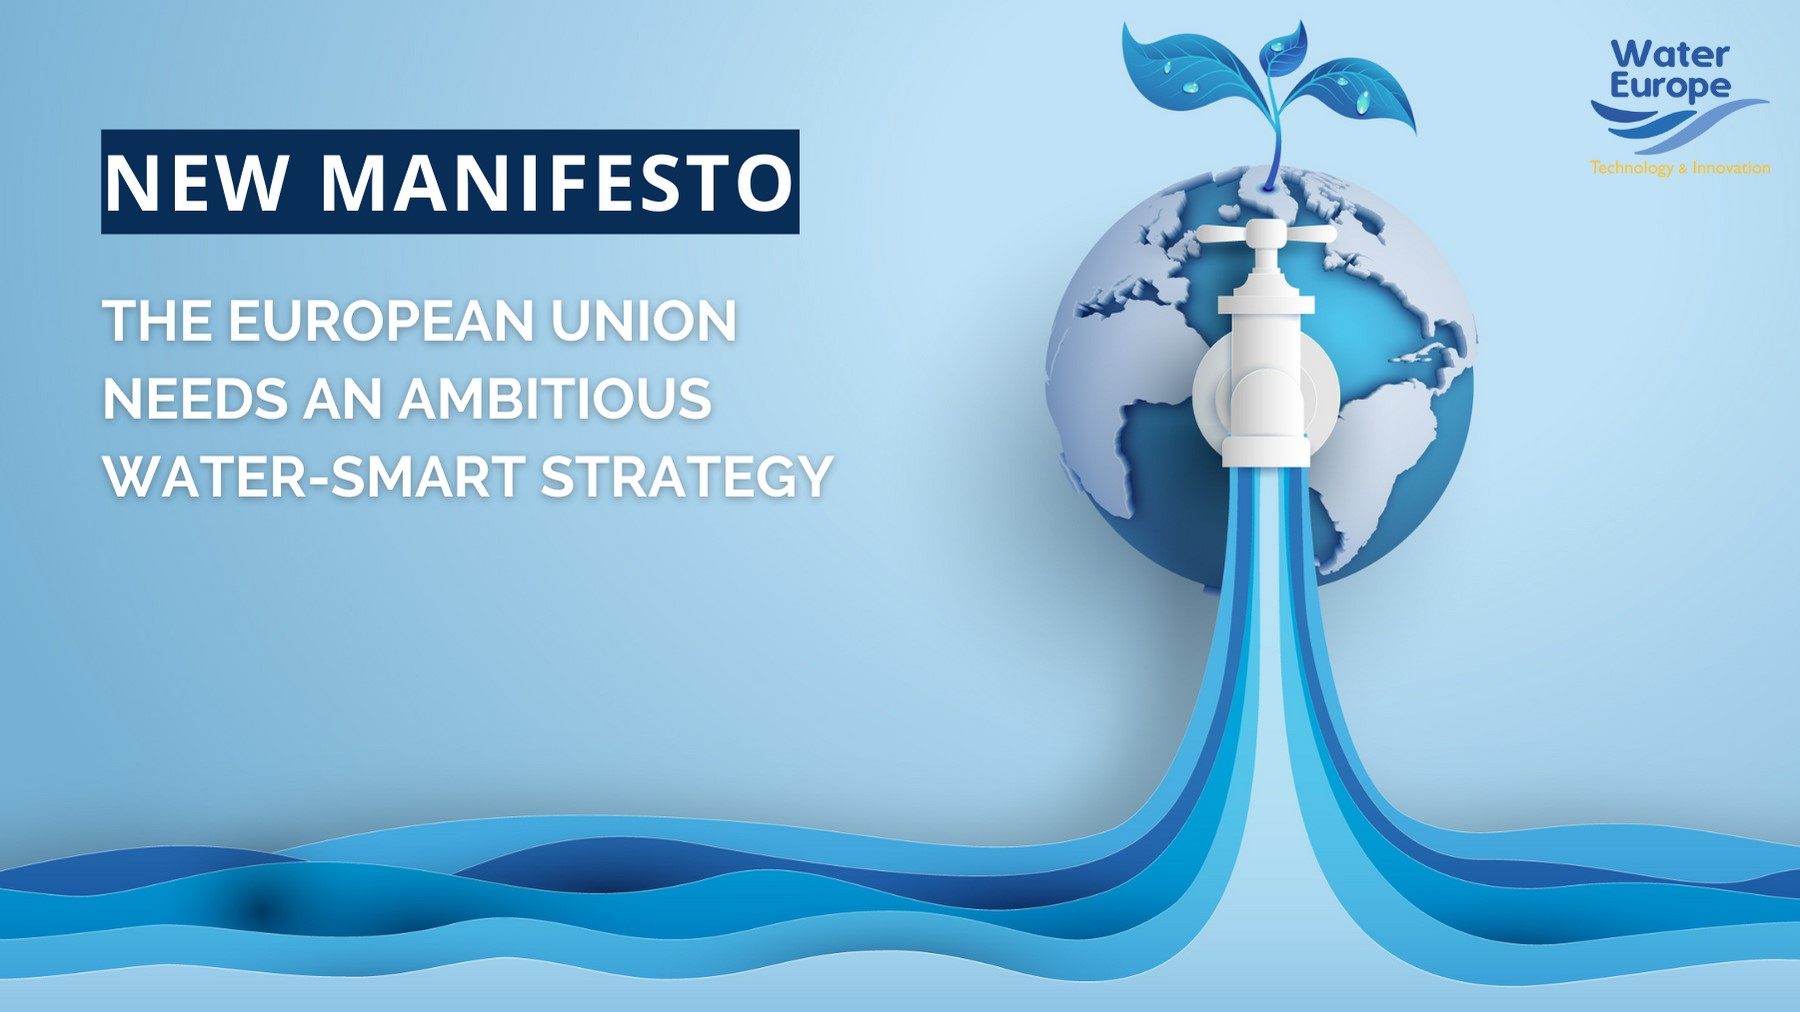 NEW MANIFESTO
THE EUROPEAN UNION
NEEDS AN AMBITIOUS
WATER-SMART STRATEGY
Water
Europe
Technology & Innovation